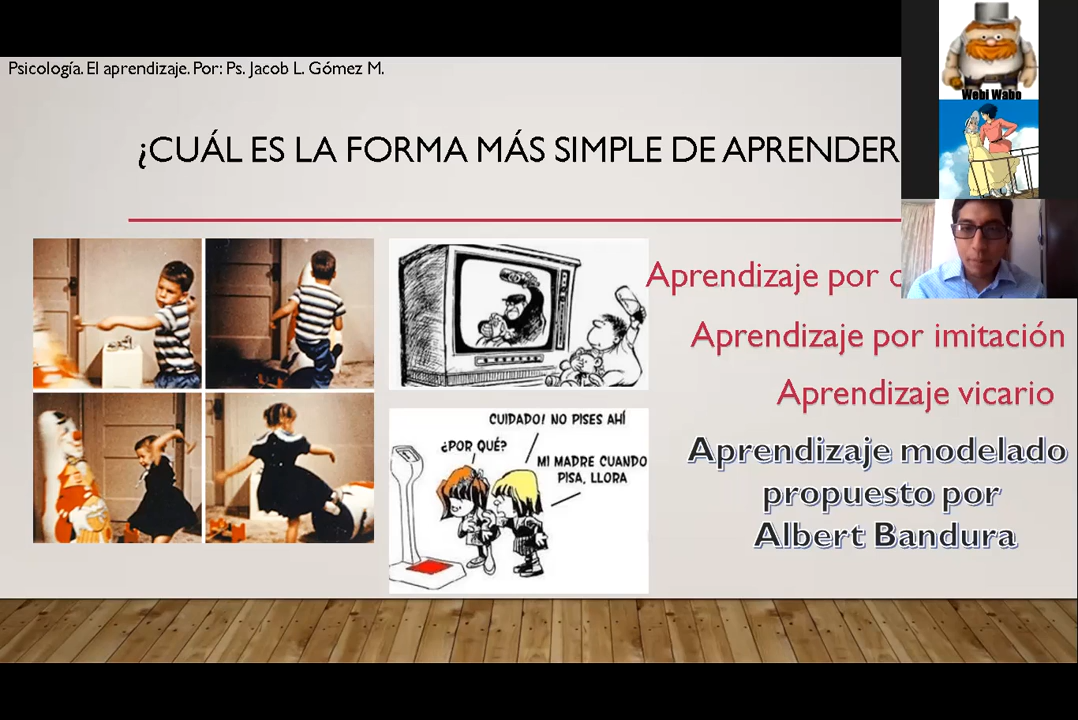 Psicología. El aprendizaje. Por: Ps. Jacob L. Gómez M.
Webi Wabo
¿CUÁL ES LA FORMA MÁS SIMPLE DE APRENDER
Aprendizaje por
Aprendizaje por imitación
Aprendizaje vicario
Aprendizaje modelado
propuesto por
Albert Bandura
CUIDADO! NO PISES AHÍ
¿POR QUÉ?
MI MADRE CUANDO
PISA, LLORA